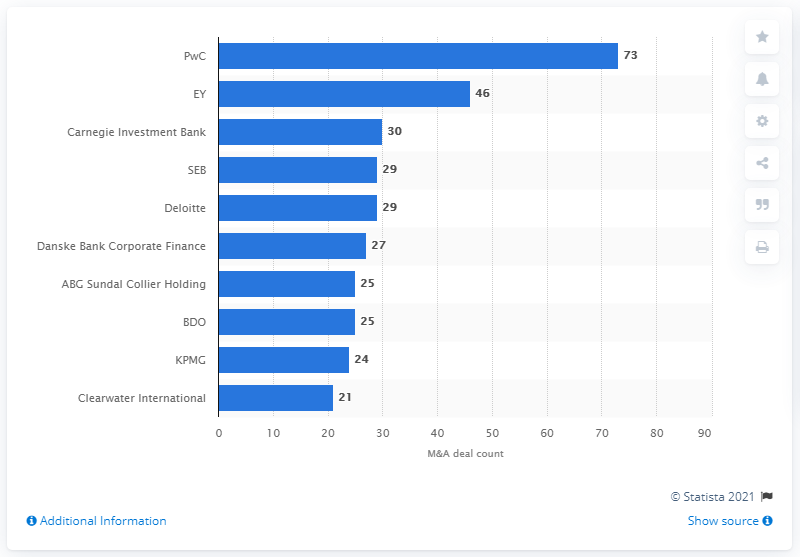 PwC 73
EY 46
Carnegie Investment Bank 30
SEB 29
Deloitte 29
Danske Bank Corporate Finance 27
ABG Sundal Collier Holding 25
BDO 25
KPMG 24
Clearwater International 21
0 10 20 30 40 50 60 70 80 90
M&A deal count
© Statista 2021
Additional Information Show source